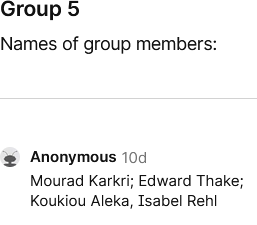 Group 5
Names of group members:
Anonymous 10d
Mourad Karkri; Edward Thake;
Koukiou Aleka, Isabel Rehl